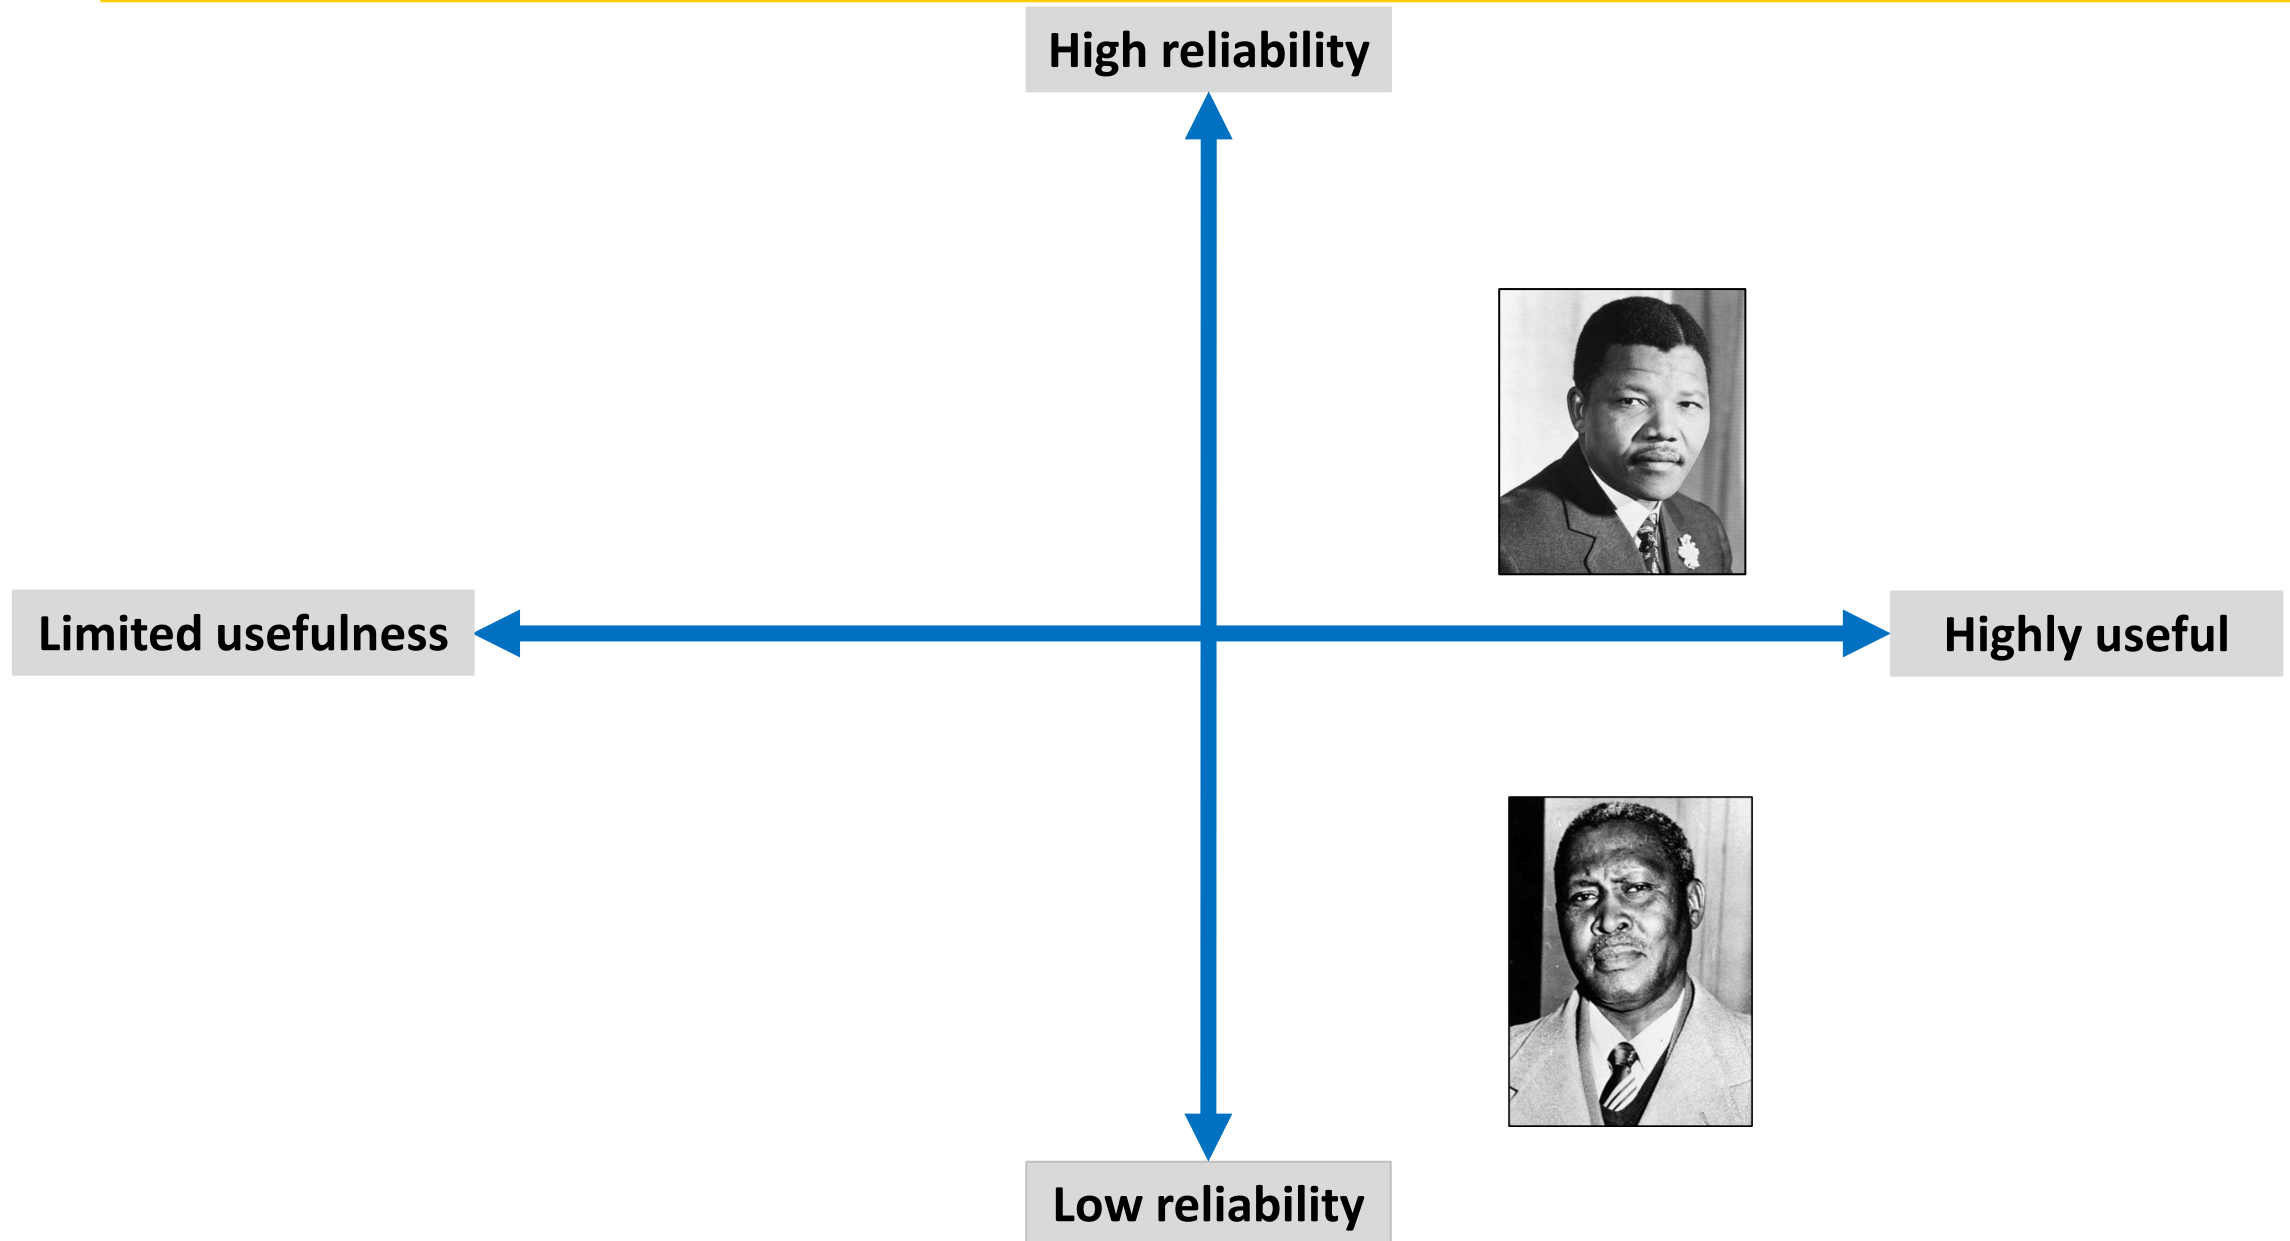 High reliability
Limited usefulness
Highly useful
Low reliability